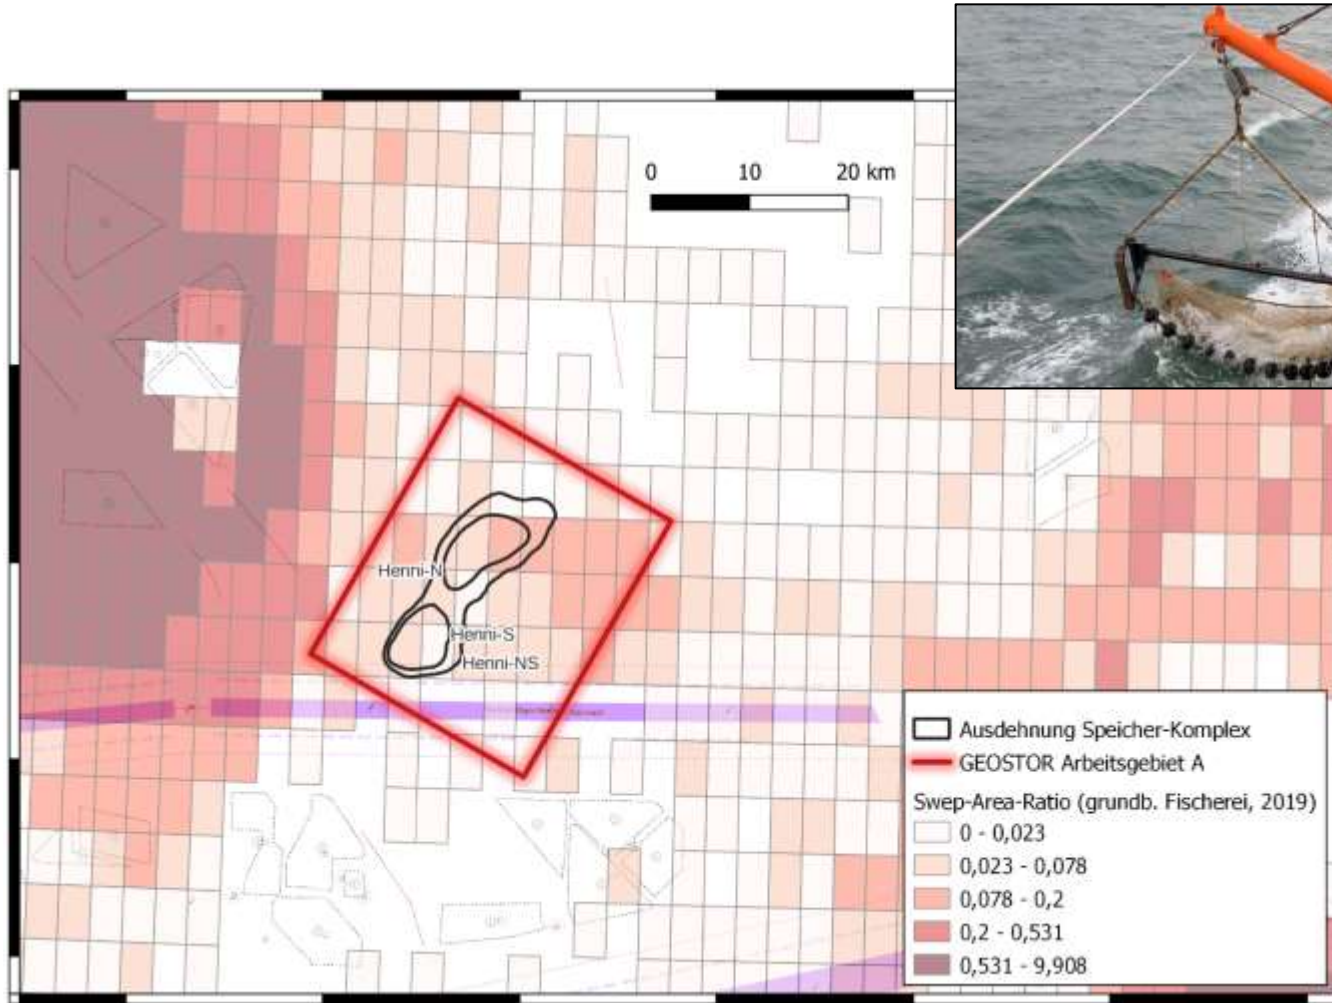 0 10 20 km
Henni-N
Henni-S
Henni-NS
Ausdehnung Speicher-Komplex
GEOSTOR Arbeitsgebiet A
Swep-Area-Ratio (grundb. Fischerei, 2019)
0 - 0,023
0,023 - 0,078
0,078 - 0,2
0,2 - 0,531
0,531 - 9,908